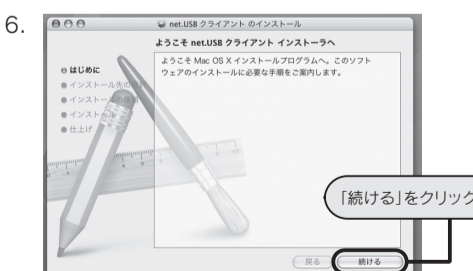 6.
net.USB クライアント のインストール
ようこそ net.USB クライアント インストーラへ
はじめに
インストール先の
インストール
インストール
仕上げ
ようこそ Mac OS X インストールプログラムへ。このソフト
ウェアのインストールに必要な手順をご案内します。
「続ける」をクリック
戻る
続ける